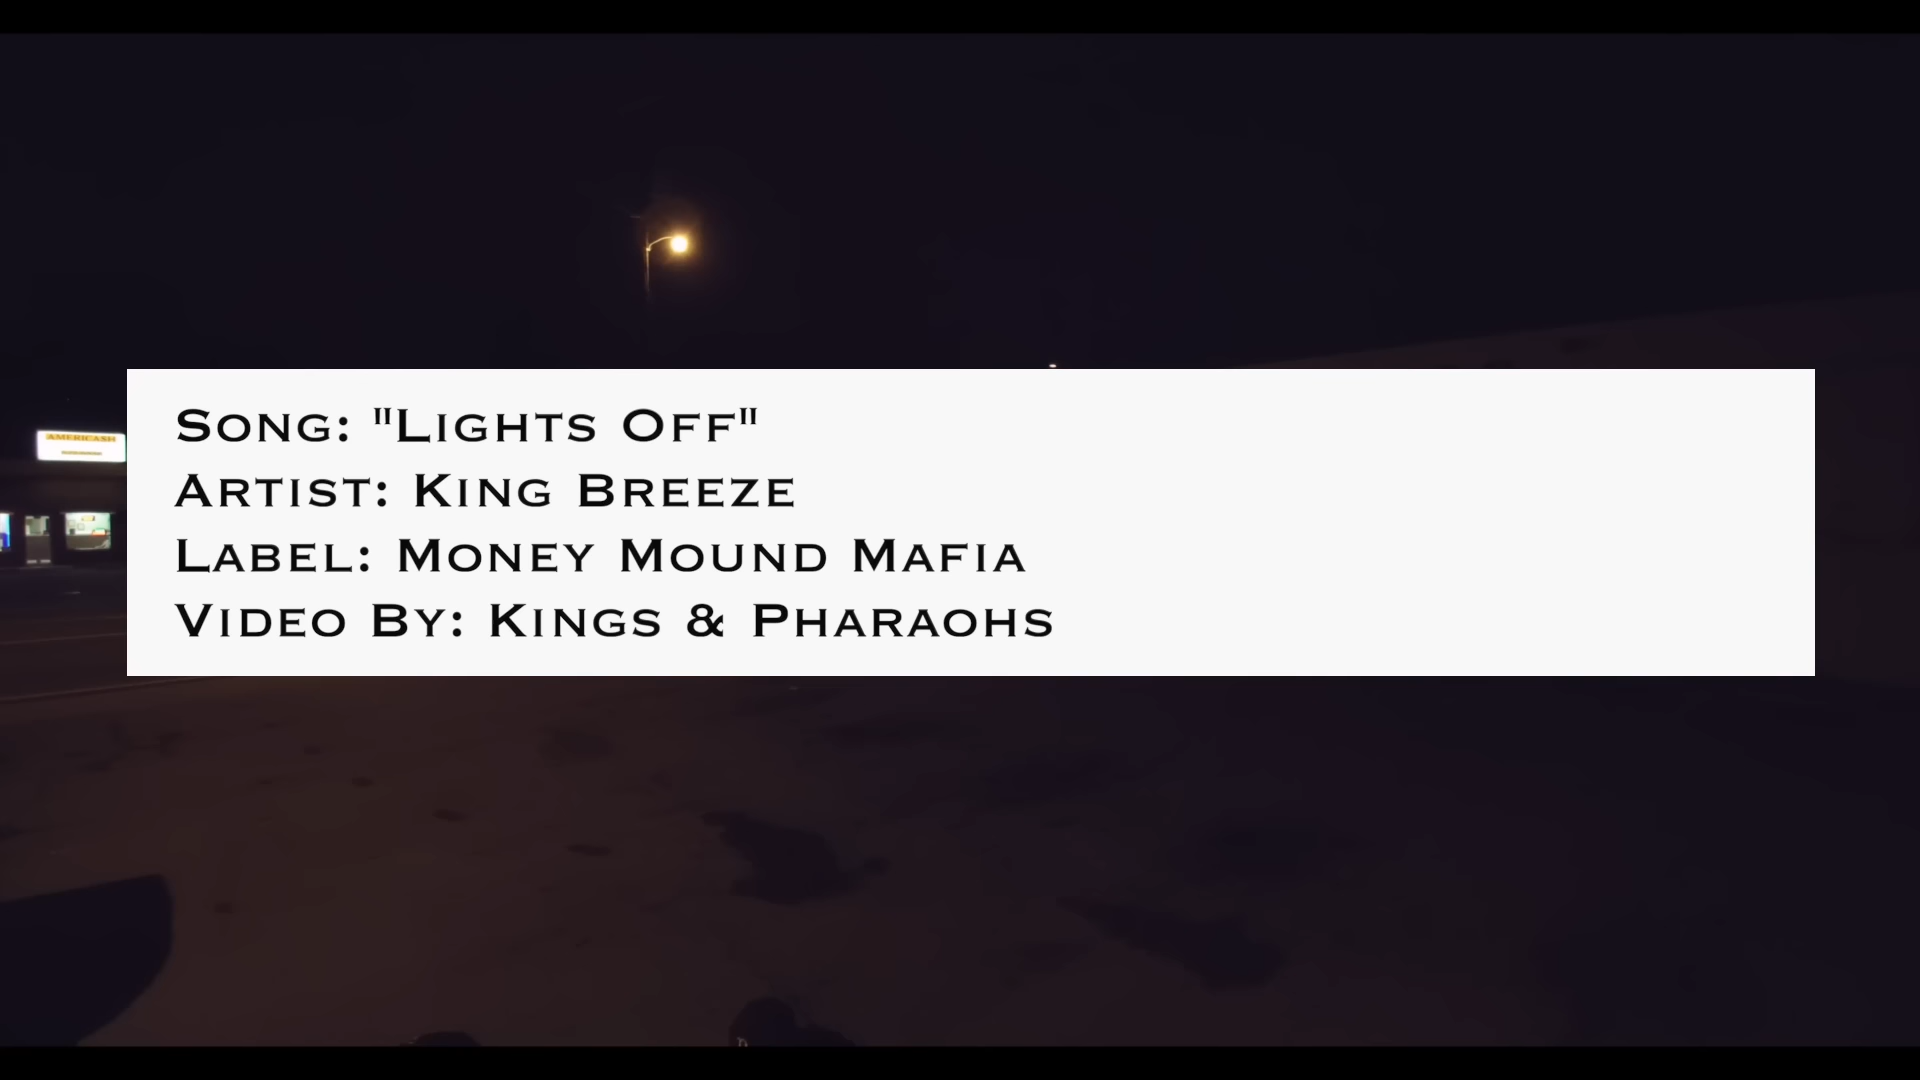 AMERICASH
Song: "Lights Off"
Artist: King Breeze
Label: Money Mound Mafia
Video By: Kings & Pharaohs